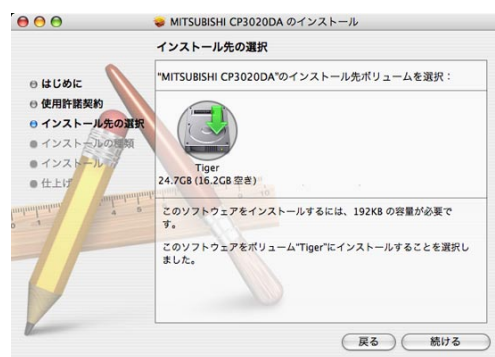 MITSUBISHI CP3020DA のインストール
インストール先の選択
はじめに
使用許諾契約
インストール先の選択
インストールの種類
インストール
仕上げ
"MITSUBISHI CP3020DA"のインストール先ボリュームを選択：
Tiger
24.7GB (16.2GB 空き)
このソフトウェアをインストールするには、192KB の容量が必要で
す。
このソフトウェアをボリューム"Tiger"にインストールすることを選択し
ました。
戻る
続ける